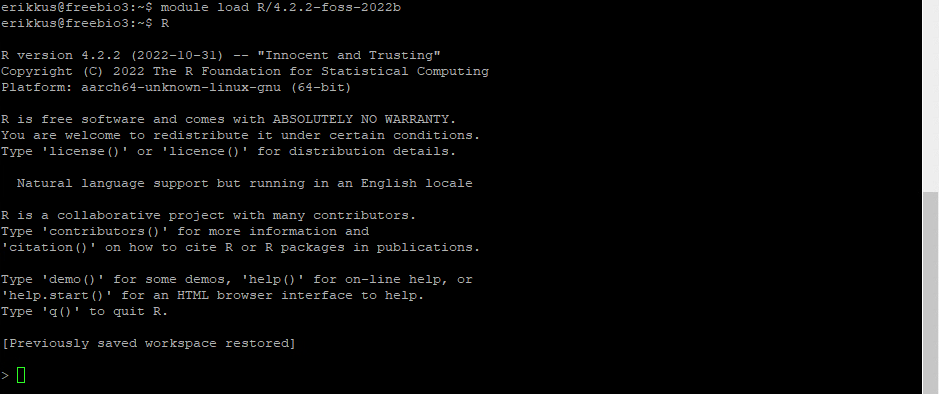 erikkus@freebio3:~$ module load R/4.2.2-foss-2022b
erikkus@freebio3:~$ R
R version 4.2.2 (2022-10-31) -- "Innocent and Trusting"
Copyright (C) 2022 The R Foundation for Statistical Computing
Platform: aarch64-unknown-linux-gnu (64-bit)
R is free software and comes with ABSOLUTELY NO WARRANTY.
You are welcome to redistribute it under certain conditions.
Type 'license()' or 'licence()' for distribution details.
Natural language support but running in an English locale
R is a collaborative project with many contributors.
Type 'contributors()' for more information and
'citation()' on how to cite R or R packages in publications.
Type 'demo()' for some demos, 'help()' for on-line help, or
'help.start()' for an HTML browser interface to help.
Type 'q()' to quit R.
[Previously saved workspace restored]
>